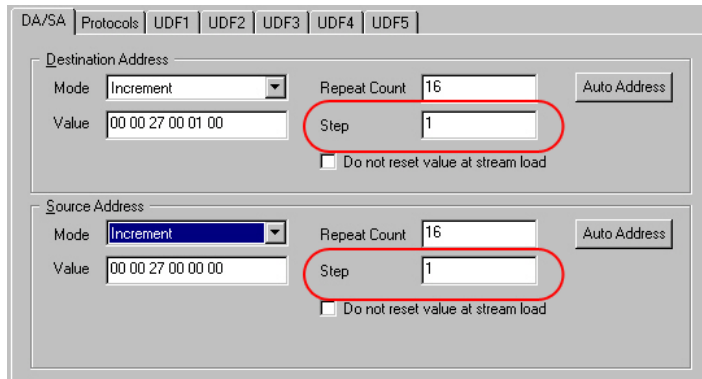 DA/SA Protocols UDF1 UDF2 UDF3 UDF4 UDF5
Destination Address
Mode Increment Repeat Count 16 Auto Address
Value 00 00 27 00 01 00 Step 1
Do not reset value at stream load
Source Address
Mode Increment Repeat Count 16 Auto Address
Value 00 00 27 00 00 00 Step 1
Do not reset value at stream load